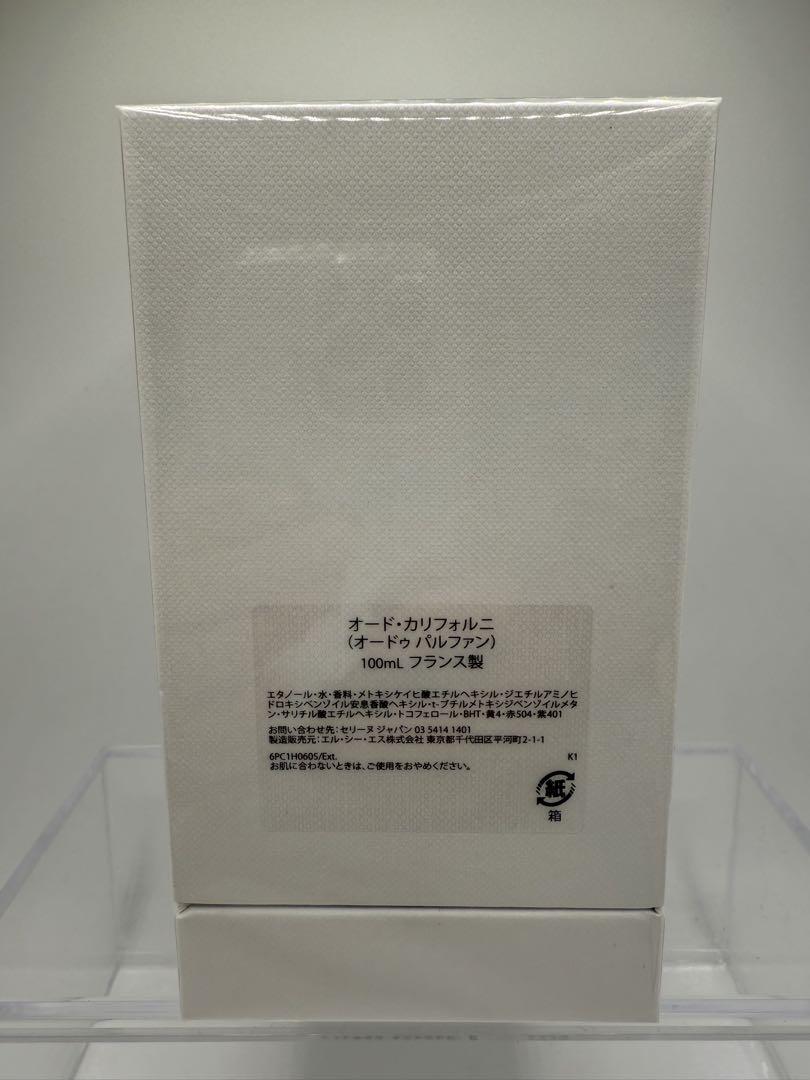 オード・カリフォルニ
（オードゥ パルファン）
100mL フランス製
エタノール・水・香料・メトキシケイヒ酸エチルヘキシル・ジエチルアミノヒ
ドロキシベンゾイル安息香酸ヘキシル・t-ブチルメトキシジベンゾイルメタ
ン・サリチル酸エチルヘキシル・トコフェロール・BHT・黄4・赤504・紫401
お問い合わせ先：セリーヌ ジャパン 03 5414 1401
製造販売元：エル・シー・エス株式会社 東京都千代田区平河町2-1-1
6PC1H0605/Ext. K1
お肌に合わないときは、ご使用をおやめください。
紙
箱